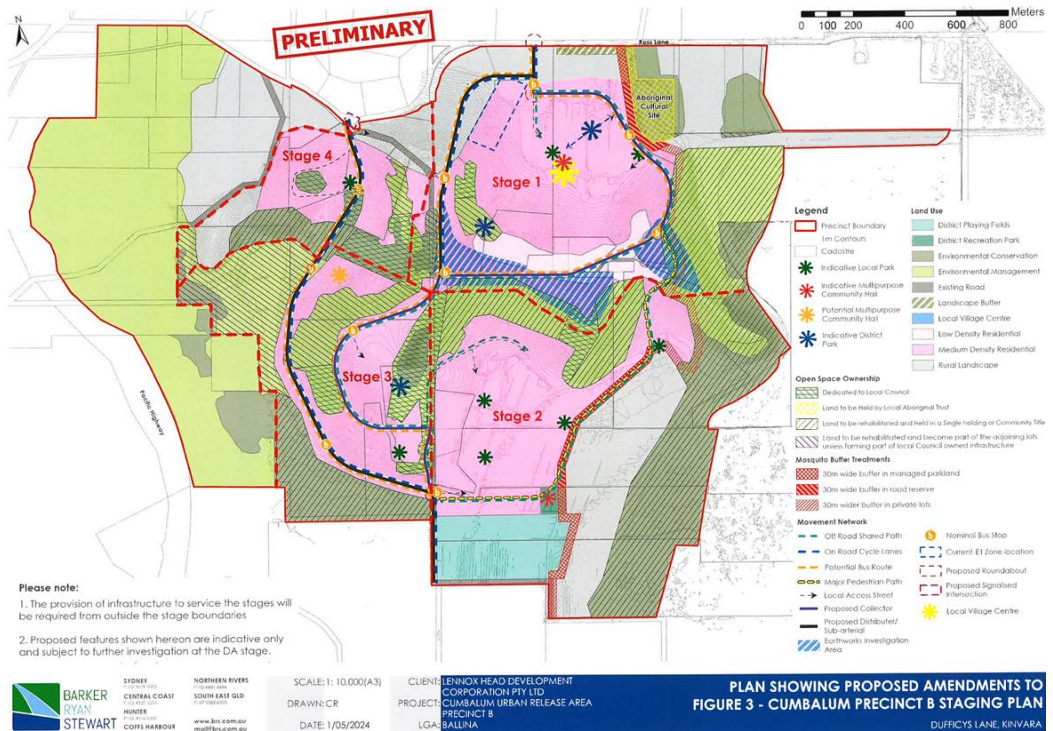 N
PRELIMINARY
Ross Lane
Meters
0 200 400 600 800
Aboriginal
Cultural
Site
Stage 4
Stage 1
Stage 3
Stage 2
Pacific Highway
Legend
Precinct Boundary
1m Contours
Cadastre
Indicative Local Park
Indicative Multipurpose
Community Hall
Potential Multipurpose
Community Hall
Indicative District
Park
Land Use
District Playing Fields
District Recreation Park
Environmental Conservation
Environmental Management
Existing Road
Landscape Buffer
Local Village Centre
Low Density Residential
Medium Density Residential
Rural Landscape
Open Space Ownership
Dedicated to Local Council
Land to be Held by Local Aboriginal Trust
Land to be rehabilitated and Held in a Single holding or Community Title
Land to be rehabilitated and become part of the adjoining lots
unless forming part of local Council owned infrastructure
Mosquito Buffer Treatments
30m wide buffer in managed parkland
30m wide buffer in road reserve
30m wider buffer in private lots
Movement Network
Off Road Shared Path
On Road Cycle Lanes
Potential Bus Route
Major Pedestrian Path
Local Access Street
Proposed Collector
Proposed Distributer/
Sub-arterial
Earthworks Investigation
Area
Nominal Bus Stop
Current E1 Zone location
Proposed Roundabout
Proposed Signalised
Intersection
Local Village Centre
Please note:
1. The provision of infrastructure to service the stages will
be required from outside the stage boundaries
2. Proposed features shown hereon are indicative only
and subject to further investigation at the DA stage.
BARKER
RYAN
STEWART
SYDNEY
CENTRAL COAST
HUNTER
COFFS HARBOUR
NORTHERN RIVERS
SOUTH EAST QLD
www.brs.com.au
mail@brs.com.au
SCALE: 1: 10,000(A3)
DRAWN: CR
DATE: 1/05/2024
CLIENT: LENNOX HEAD DEVELOPMENT
CORPORATION PTY LTD
PROJECT: CUMBALUM URBAN RELEASE AREA
PRECINCT B
LGA: BALLINA
PLAN SHOWING PROPOSED AMENDMENTS TO
FIGURE 3 - CUMBALUM PRECINCT B STAGING PLAN
DUFFICYS LANE, KINVARA